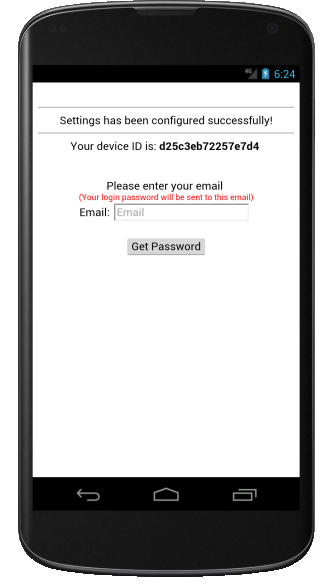 4G 6:24
Settings has been configured successfully!
Your device ID is: d25c3eb72257e7d4
Please enter your email
(Your login password will be sent to this email)
Email: Email
Get Password